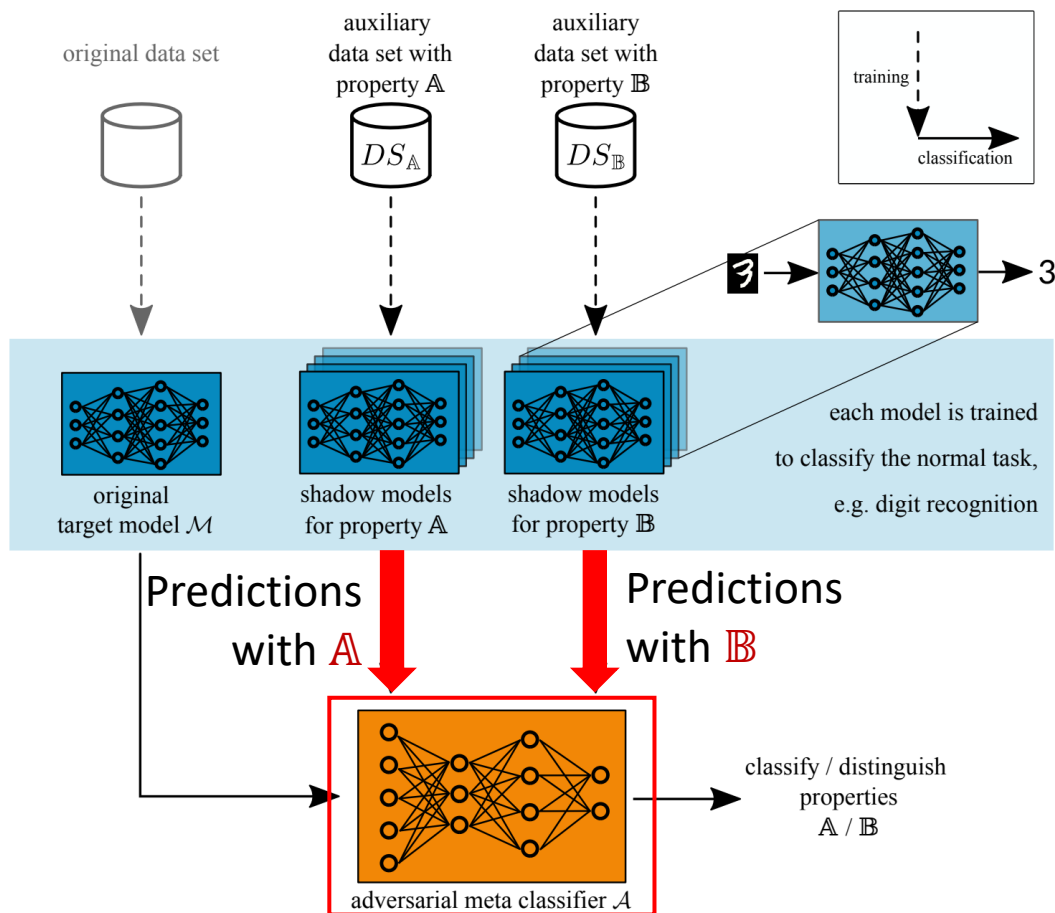 original data set
auxiliary
data set with
property 𝔸
auxiliary
data set with
property 𝔹
DS𝔸
DS𝔹
training
classification
3
3
original
target model ℳ
shadow models
for property 𝔸
shadow models
for property 𝔹
each model is trained
to classify the normal task,
e.g. digit recognition
Predictions
with 𝔸
Predictions
with 𝔹
classify / distinguish
properties
𝔸 / 𝔹
adversarial meta classifier 𝒜